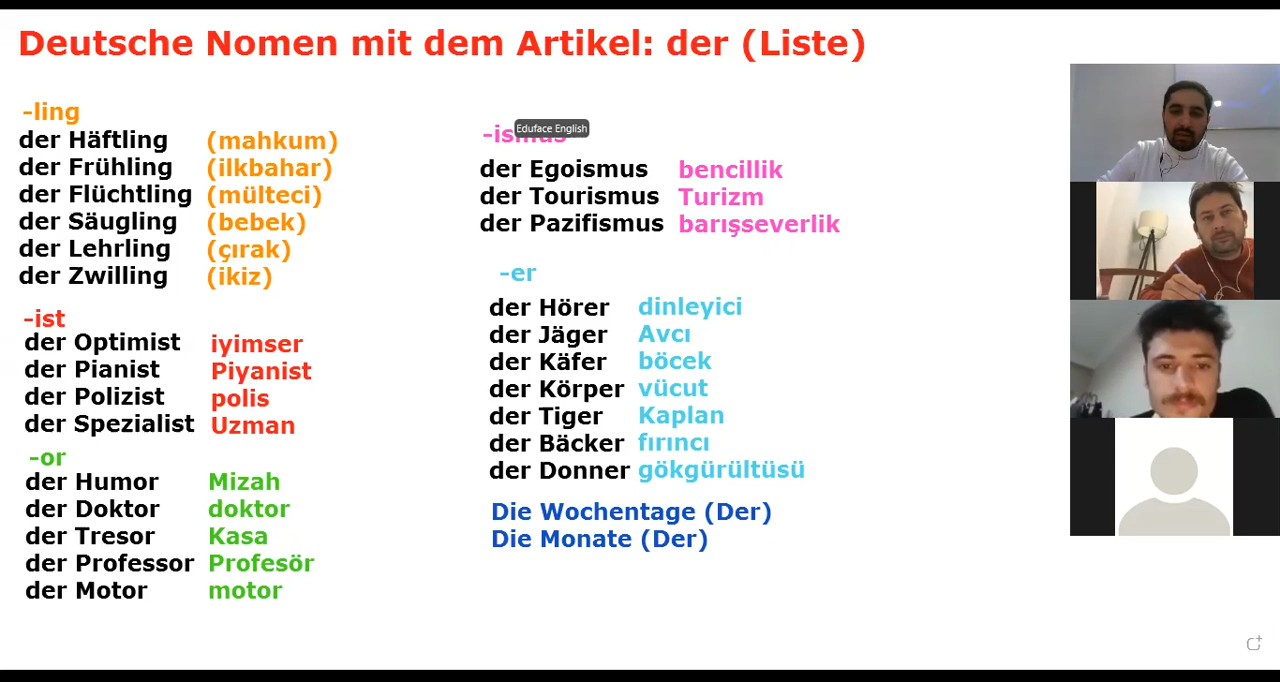 Deutsche Nomen mit dem Artikel: der (Liste)
-ling
der Häftling (mahkum)
der Frühling (ilkbahar)
der Flüchtling (mülteci)
der Säugling (bebek)
der Lehrling (çırak)
der Zwilling (ikiz)
-ist
der Optimist iyimser
der Pianist Piyanist
der Polizist polis
der Spezialist Uzman
-or
der Humor Mizah
der Doktor doktor
der Tresor Kasa
der Professor Profesör
der Motor motor
Eduface English
-ismus
der Egoismus bencillik
der Tourismus Turizm
der Pazifismus barışseverlik
-er
der Hörer dinleyici
der Jäger Avcı
der Käfer böcek
der Körper vücut
der Tiger Kaplan
der Bäcker fırıncı
der Donner gökgürültüsü
Die Wochentage (Der)
Die Monate (Der)